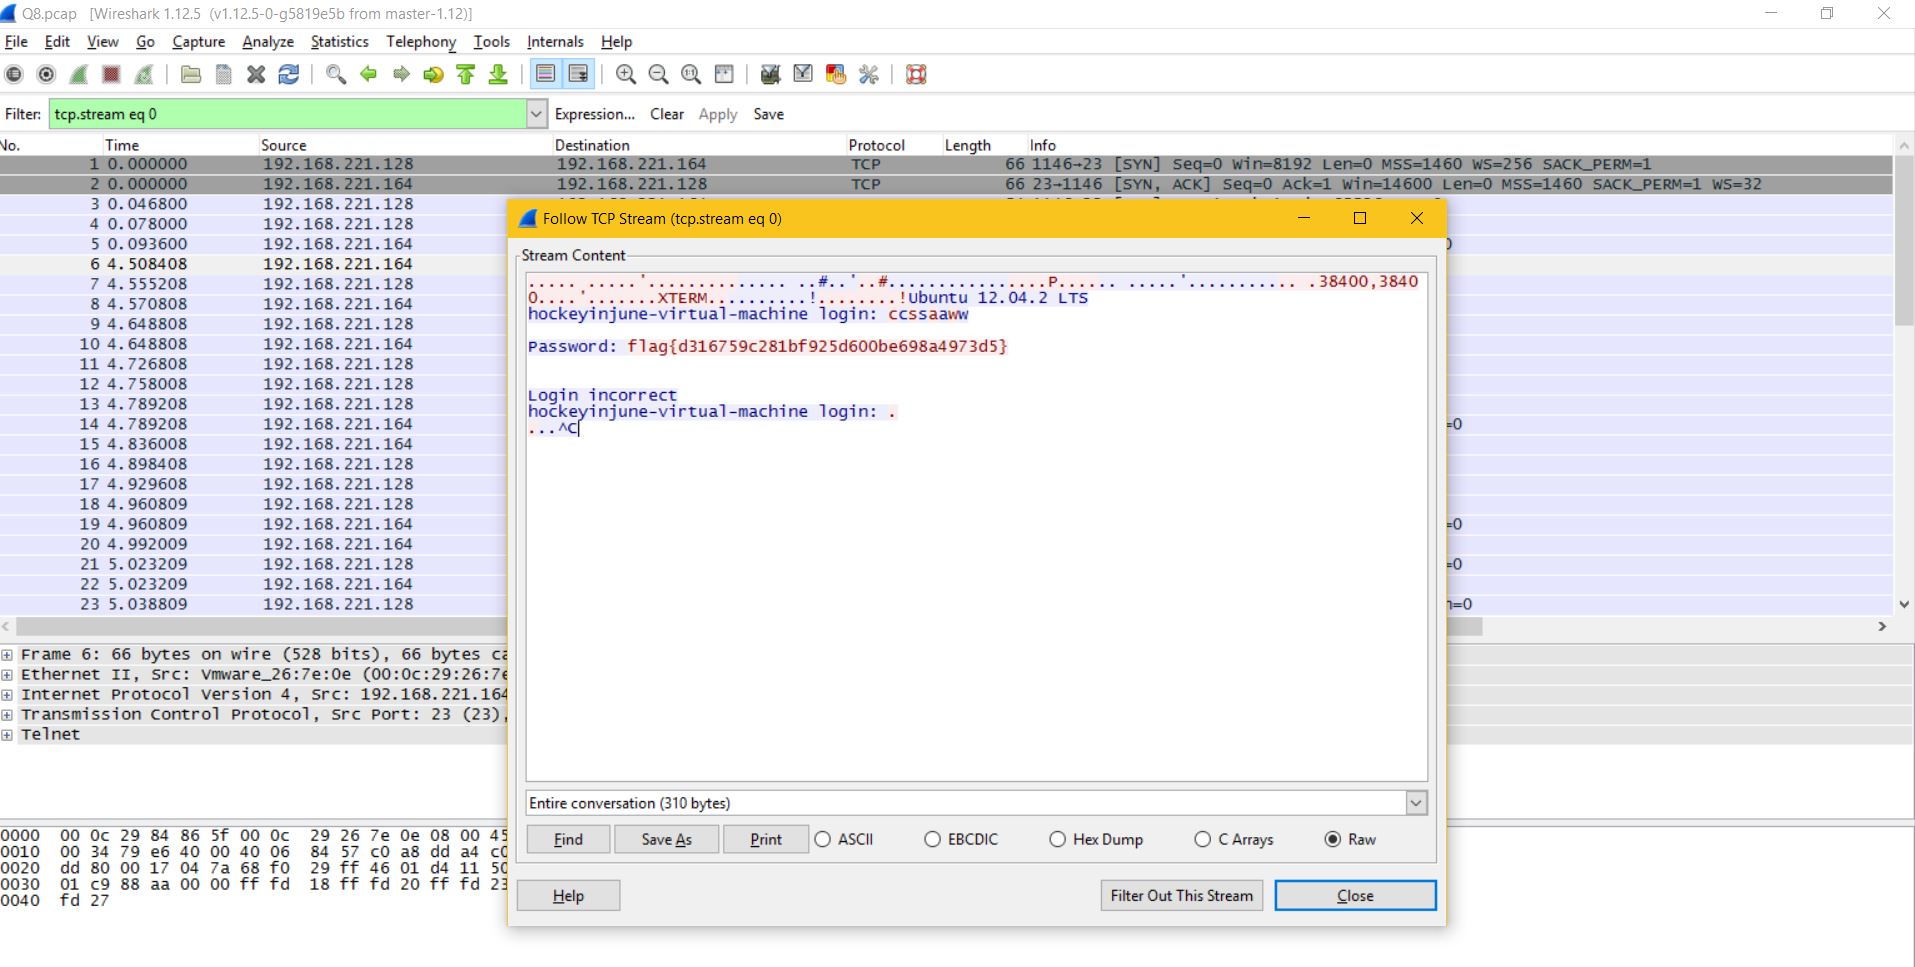 Q8.pcap [Wireshark 1.12.5 (v1.12.5-0-g5819e5b from master-1.12)]
File Edit View Go Capture Analyze Statistics Telephony Tools Internals Help
Filter: tcp.stream eq 0 Expression... Clear Apply Save
No. Time Source Destination Protocol Length Info
1 0.000000 192.168.221.128 192.168.221.164 TCP 66 1146→23 [SYN] Seq=0 Win=8192 Len=0 MSS=1460 WS=256 SACK_PERM=1
2 0.000000 192.168.221.164 192.168.221.128 TCP 66 23→1146 [SYN, ACK] Seq=0 Ack=1 Win=14600 Len=0 MSS=1460 SACK_PERM=1 WS=32
3 0.046800 192.168.221.128
4 0.078000 192.168.221.128
5 0.093600 192.168.221.164
6 4.508408 192.168.221.164
7 4.555208 192.168.221.128
8 4.570808 192.168.221.164
9 4.648808 192.168.221.128
10 4.648808 192.168.221.164
11 4.726808 192.168.221.128
12 4.758008 192.168.221.128
13 4.789208 192.168.221.128
14 4.789208 192.168.221.164 =0
15 4.836008 192.168.221.164
16 4.898408 192.168.221.128
17 4.929608 192.168.221.128
18 4.960809 192.168.221.128
19 4.960809 192.168.221.164 =0
20 4.992009 192.168.221.164
21 5.023209 192.168.221.128 =0
22 5.023209 192.168.221.164
23 5.038809 192.168.221.128 =0
Follow TCP Stream (tcp.stream eq 0)
Stream Content
.....'.....'............... ..#..'..#..................P...... .....'........... .38400,3840
0....'.......XTERM..........!........!Ubuntu 12.04.2 LTS
hockeyinjune-virtual-machine login: ccssaaww
Password: flag{d316759c281bf925d600be698a4973d5}
Login incorrect
hockeyinjune-virtual-machine login: .
...^C
Entire conversation (310 bytes)
Find Save As Print ASCII EBCDIC Hex Dump C Arrays Raw
Help Filter Out This Stream Close
Frame 6: 66 bytes on wire (528 bits), 66 bytes ca
Ethernet II, Src: Vmware_26:7e:0e (00:0c:29:26:7e
Internet Protocol Version 4, Src: 192.168.221.164
Transmission Control Protocol, Src Port: 23 (23),
Telnet
0000 00 0c 29 84 86 5f 00 0c 29 26 7e 0e 08 00 45
0010 00 34 79 e6 40 00 40 06 84 57 c0 a8 dd a4 c0
0020 dd 80 00 17 04 7a 68 f0 29 ff 46 01 d4 11 50
0030 01 c9 88 aa 00 00 ff fd 18 ff fd 20 ff fd 23
0040 fd 27